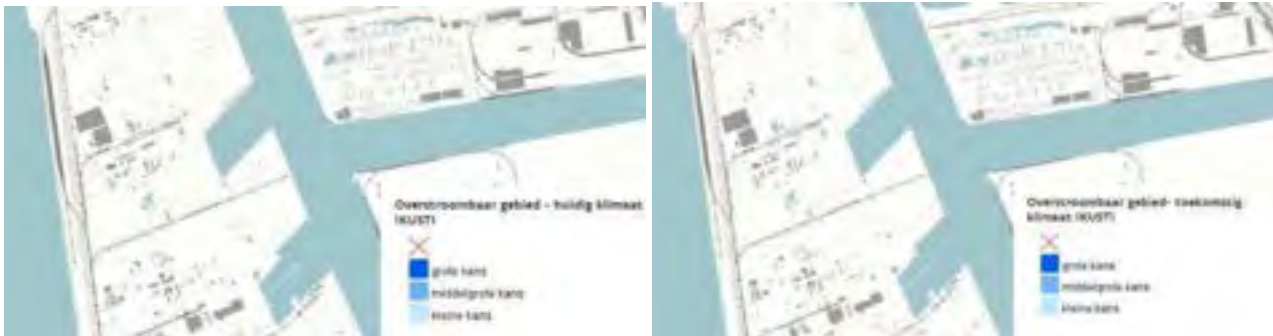 Overstroombaar gebied - huidig klimaat
(KUST)
grote kans
middelgrote kans
kleine kans
Overstroombaar gebied- toekomstig
klimaat (KUST)
grote kans
middelgrote kans
kleine kans